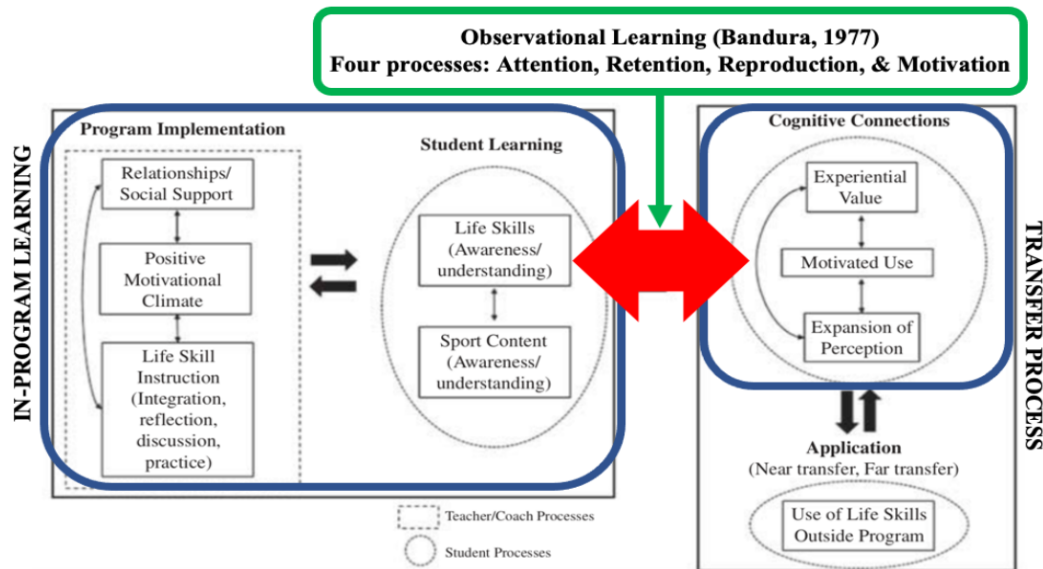 Observational Learning (Bandura, 1977)
Four processes: Attention, Retention, Reproduction, & Motivation
IN-PROGRAM LEARNING
Program Implementation
Relationships/
Social Support
Positive
Motivational
Climate
Life Skill
Instruction
(Integration,
reflection,
discussion,
practice)
Student Learning
Life Skills
(Awareness/
understanding)
Sport Content
(Awareness/
understanding)
Teacher/Coach Processes
Student Processes
Cognitive Connections
Experiential
Value
Motivated Use
Expansion of
Perception
Application
(Near transfer, Far transfer)
Use of Life Skills
Outside Program
TRANSFER PROCESS